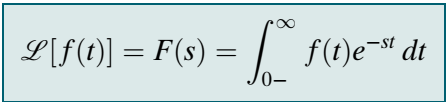 ℒ[f(t)] = F(s) = ∫₀₋^∞ f(t)e^{−st} dt